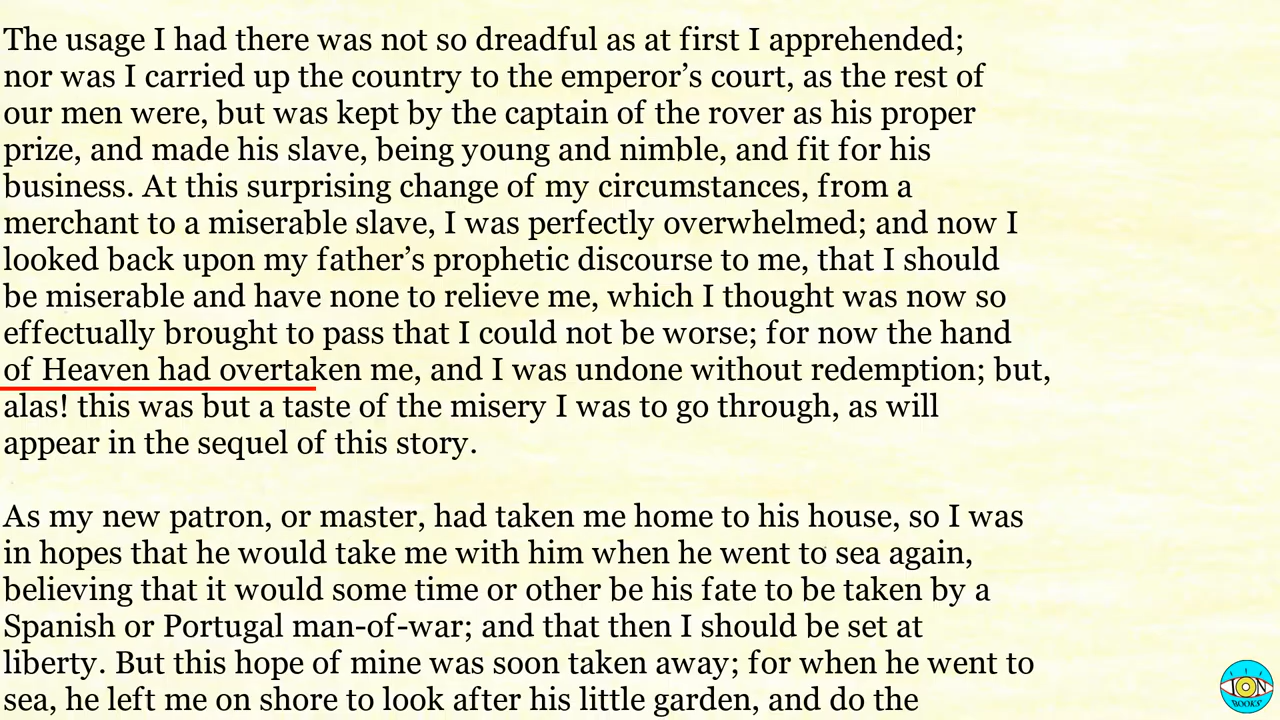 The usage I had there was not so dreadful as at first I apprehended;
nor was I carried up the country to the emperor’s court, as the rest of
our men were, but was kept by the captain of the rover as his proper
prize, and made his slave, being young and nimble, and fit for his
business. At this surprising change of my circumstances, from a
merchant to a miserable slave, I was perfectly overwhelmed; and now I
looked back upon my father’s prophetic discourse to me, that I should
be miserable and have none to relieve me, which I thought was now so
effectually brought to pass that I could not be worse; for now the hand
of Heaven had overtaken me, and I was undone without redemption; but,
alas! this was but a taste of the misery I was to go through, as will
appear in the sequel of this story.
As my new patron, or master, had taken me home to his house, so I was
in hopes that he would take me with him when he went to sea again,
believing that it would some time or other be his fate to be taken by a
Spanish or Portugal man-of-war; and that then I should be set at
liberty. But this hope of mine was soon taken away; for when he went to
sea, he left me on shore to look after his little garden, and do the
ION
BOOKS